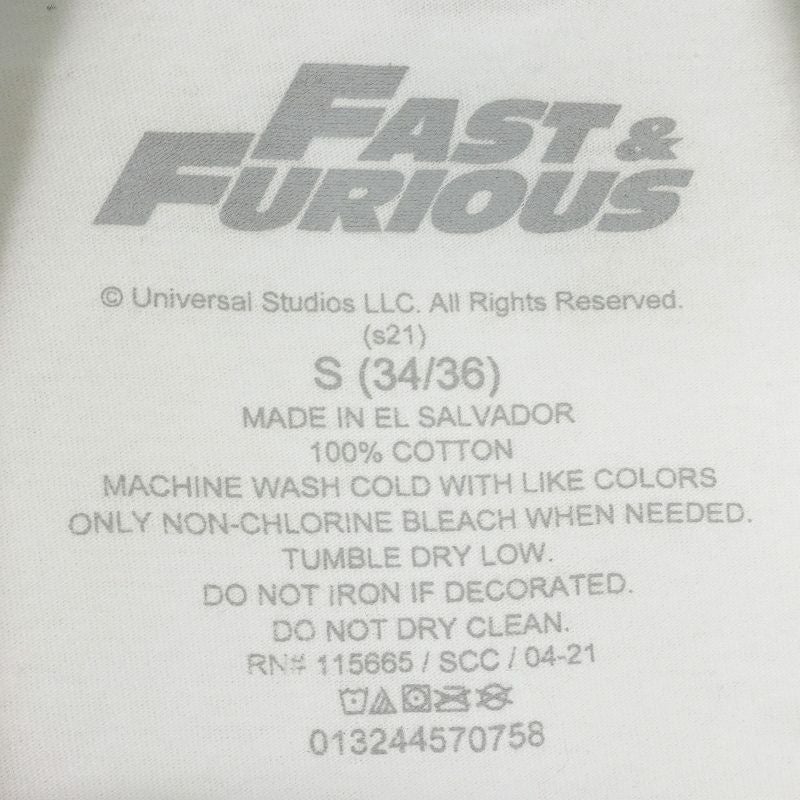 FAST &
FURIOUS
© Universal Studios LLC. All Rights Reserved.
(s21)
S (34/36)
MADE IN EL SALVADOR
100% COTTON
MACHINE WASH COLD WITH LIKE COLORS
ONLY NON-CHLORINE BLEACH WHEN NEEDED.
TUMBLE DRY LOW.
DO NOT IRON IF DECORATED.
DO NOT DRY CLEAN.
RN# 115665 / SCC / 04-21
013244570758